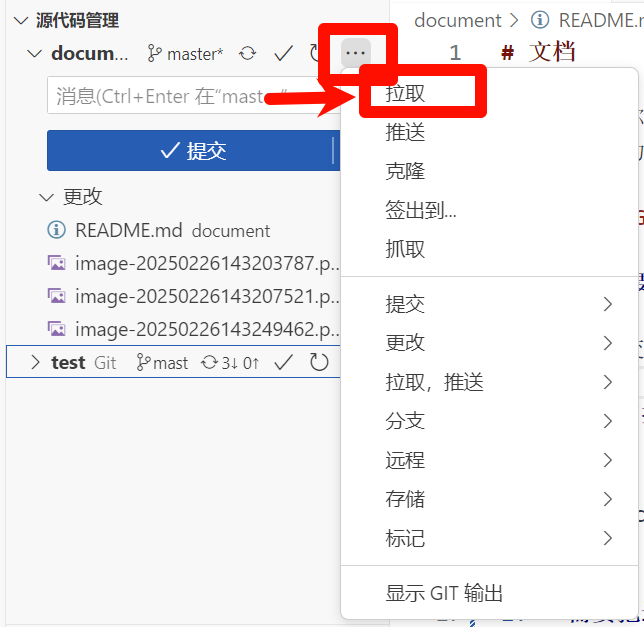 源代码管理
docum... master*
消息(Ctrl+Enter 在“mast
提交
更改
README.md document
image-20250226143203787.p...
image-20250226143207521.p...
image-20250226143249462.p...
test Git mast 3↓ 0↑
拉取
推送
克隆
签出到...
抓取
提交
更改
拉取，推送
分支
远程
存储
标记
显示 GIT 输出
document > README.r
1 # 文档